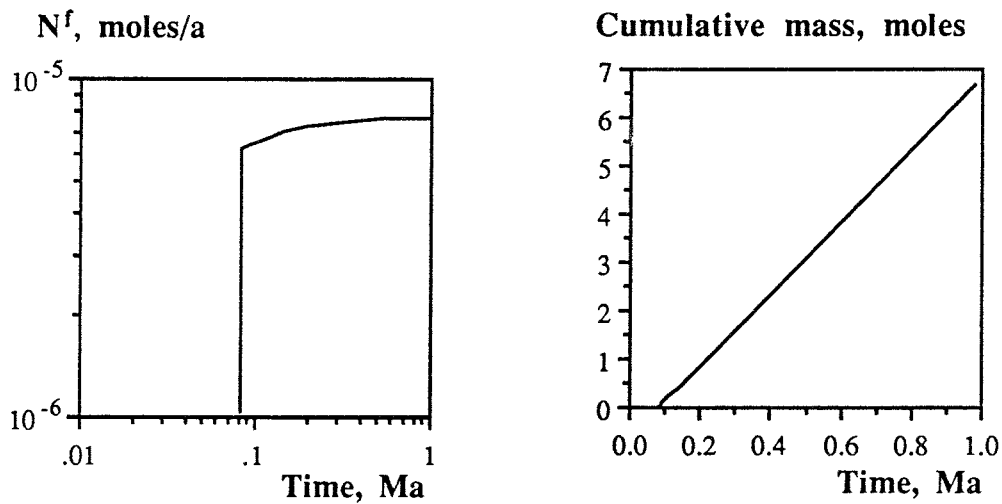 N^f, moles/a
10^-5
10^-6
.01 .1 1
Time, Ma
Cumulative mass, moles
7
6
5
4
3
2
1
0
0.0 0.2 0.4 0.6 0.8 1.0
Time, Ma